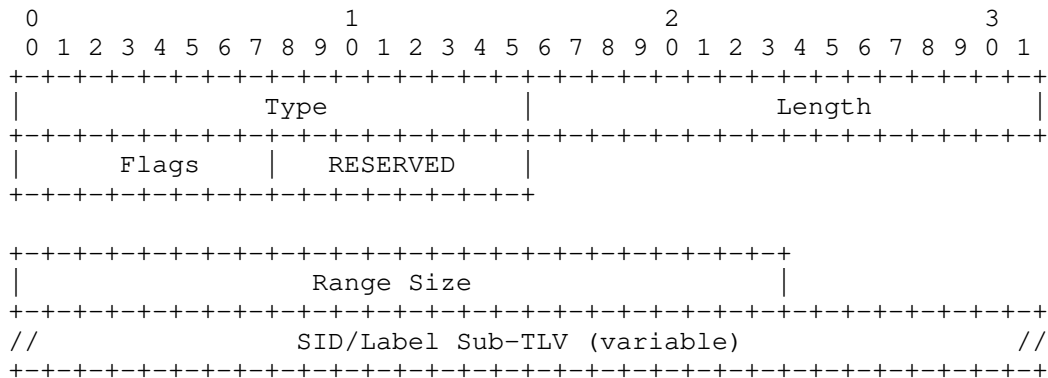 0                   1                   2                   3
 0 1 2 3 4 5 6 7 8 9 0 1 2 3 4 5 6 7 8 9 0 1 2 3 4 5 6 7 8 9 0 1
+-+-+-+-+-+-+-+-+-+-+-+-+-+-+-+-+-+-+-+-+-+-+-+-+-+-+-+-+-+-+-+-+
|               Type            |               Length          |
+-+-+-+-+-+-+-+-+-+-+-+-+-+-+-+-+-+-+-+-+-+-+-+-+-+-+-+-+-+-+-+-+
|      Flags    |   RESERVED    |
+-+-+-+-+-+-+-+-+-+-+-+-+-+-+-+-+

+-+-+-+-+-+-+-+-+-+-+-+-+-+-+-+-+-+-+-+-+-+-+-+-+
|                  Range Size                   |
+-+-+-+-+-+-+-+-+-+-+-+-+-+-+-+-+-+-+-+-+-+-+-+-+-+-+-+-+-+-+-+-+
//                SID/Label Sub-TLV (variable)                 //
+-+-+-+-+-+-+-+-+-+-+-+-+-+-+-+-+-+-+-+-+-+-+-+-+-+-+-+-+-+-+-+-+